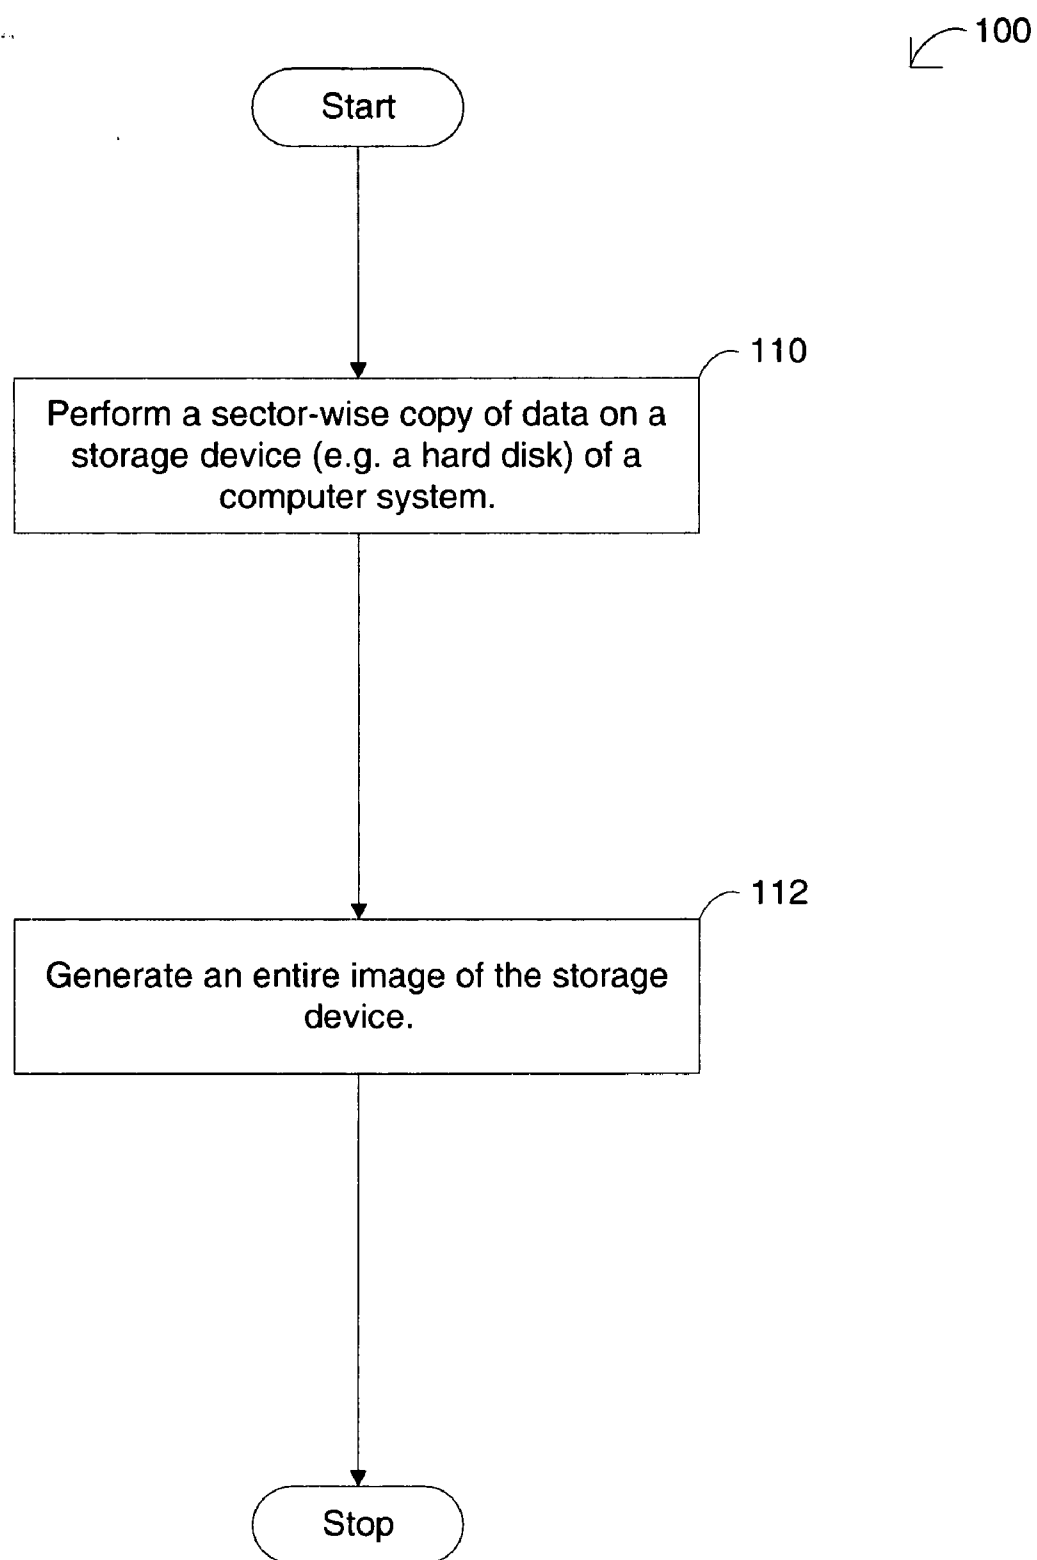 100
Start
110
Perform a sector-wise copy of data on a
storage device (e.g. a hard disk) of a
computer system.
112
Generate an entire image of the storage
device.
Stop